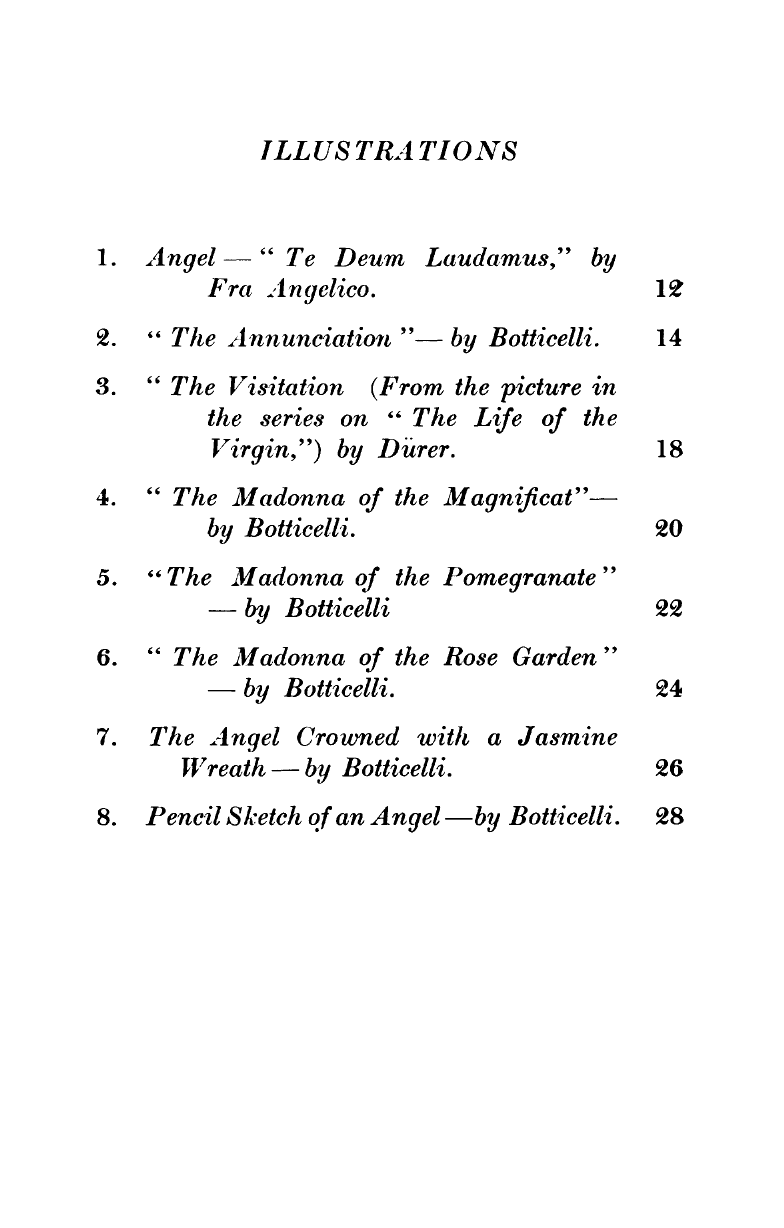 ILLUSTRATIONS
1. Angel — “ Te Deum Laudamus,” by
Fra Angelico. 12
2. “ The Annunciation ”— by Botticelli. 14
3. “ The Visitation (From the picture in
the series on “ The Life of the
Virgin,”) by Dürer. 18
4. “ The Madonna of the Magnificat”—
by Botticelli. 20
5. “The Madonna of the Pomegranate ”
— by Botticelli 22
6. “ The Madonna of the Rose Garden ”
— by Botticelli. 24
7. The Angel Crowned with a Jasmine
Wreath — by Botticelli. 26
8. Pencil Sketch of an Angel —by Botticelli. 28